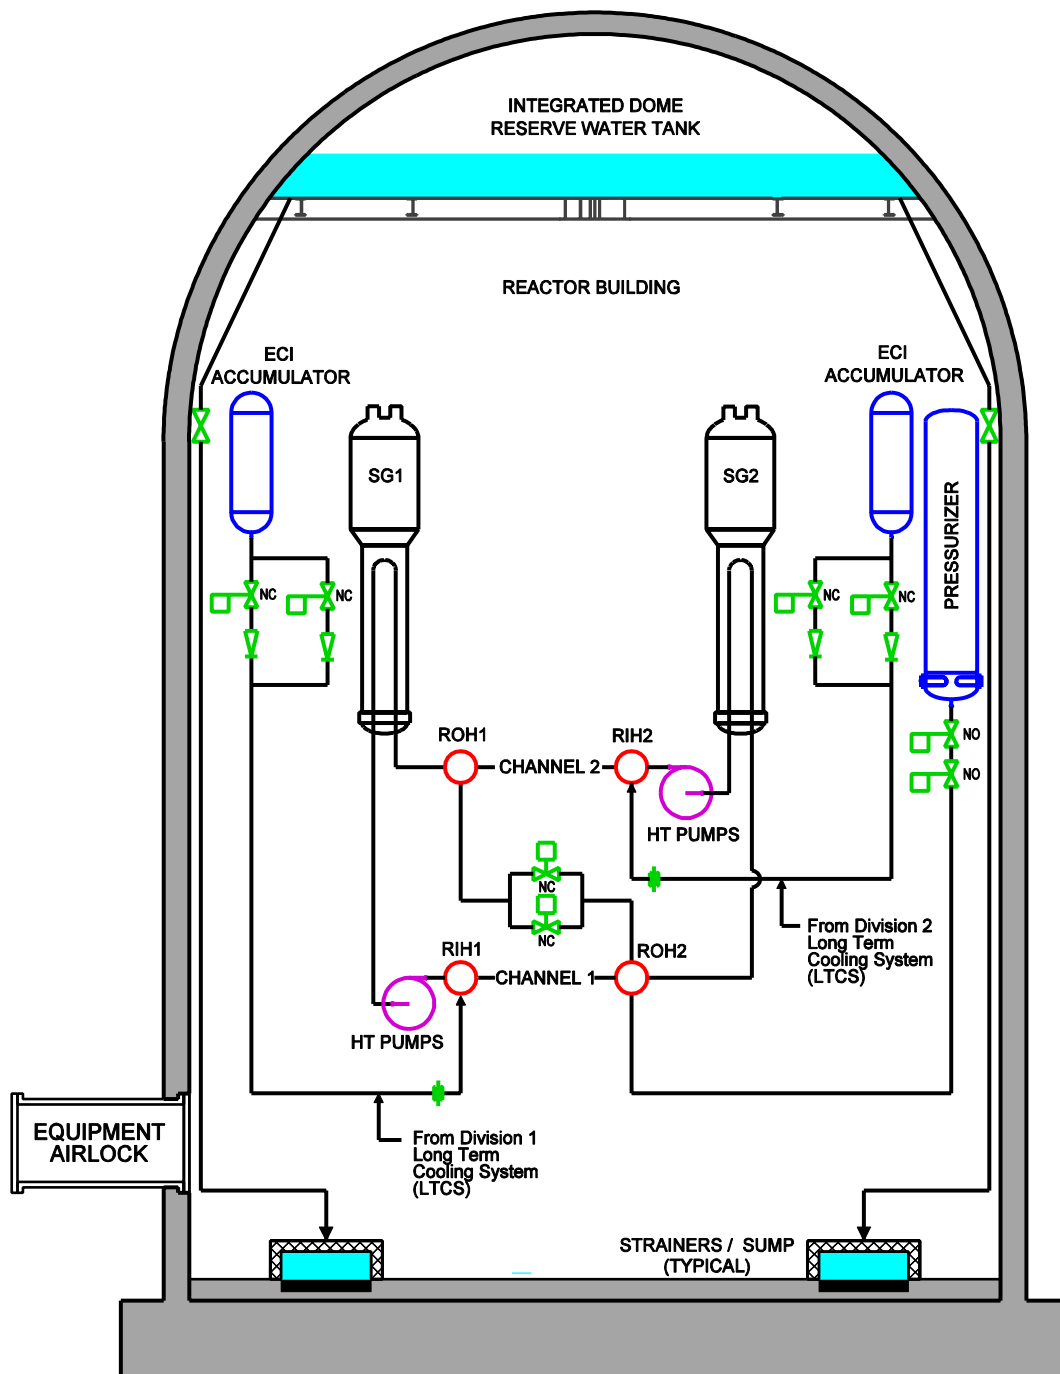 INTEGRATED DOME
RESERVE WATER TANK
REACTOR BUILDING
ECI
ACCUMULATOR
ECI
ACCUMULATOR
SG1
SG2
PRESSURIZER
NC
NC
NC
NC
NO
NO
ROH1
CHANNEL 2
RIH2
HT PUMPS
NC
NC
From Division 2
Long Term
Cooling System
(LTCS)
RIH1
CHANNEL 1
ROH2
HT PUMPS
From Division 1
Long Term
Cooling System
(LTCS)
EQUIPMENT
AIRLOCK
STRAINERS / SUMP
(TYPICAL)